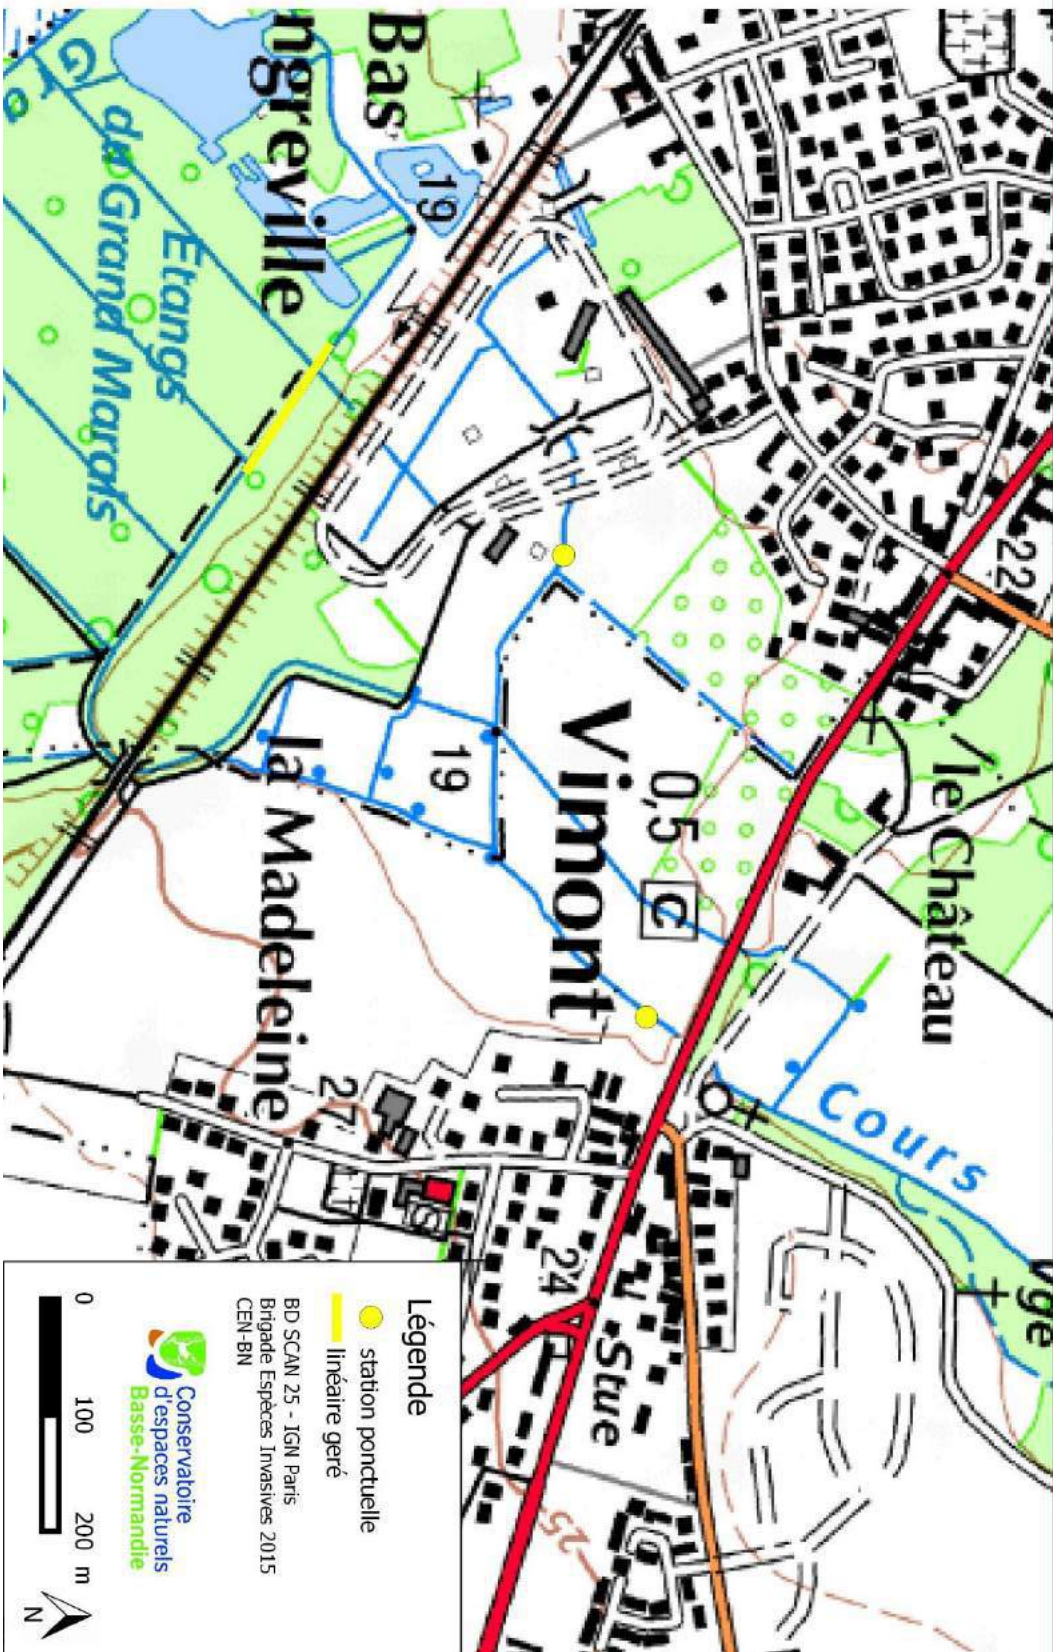 Bas
ngreville
19
Etangs
du Grand Marais
22
le Château
Vimont
0,5
C
19
la Madeleine
27
Cours
24
Stue
25
Légende
station ponctuelle
linéaire geré
BD SCAN 25 - IGN Paris
Brigade Espèces Invasives 2015
CEN-BN
Conservatoire
d'espaces naturels
Basse-Normandie
0 100 200 m
N